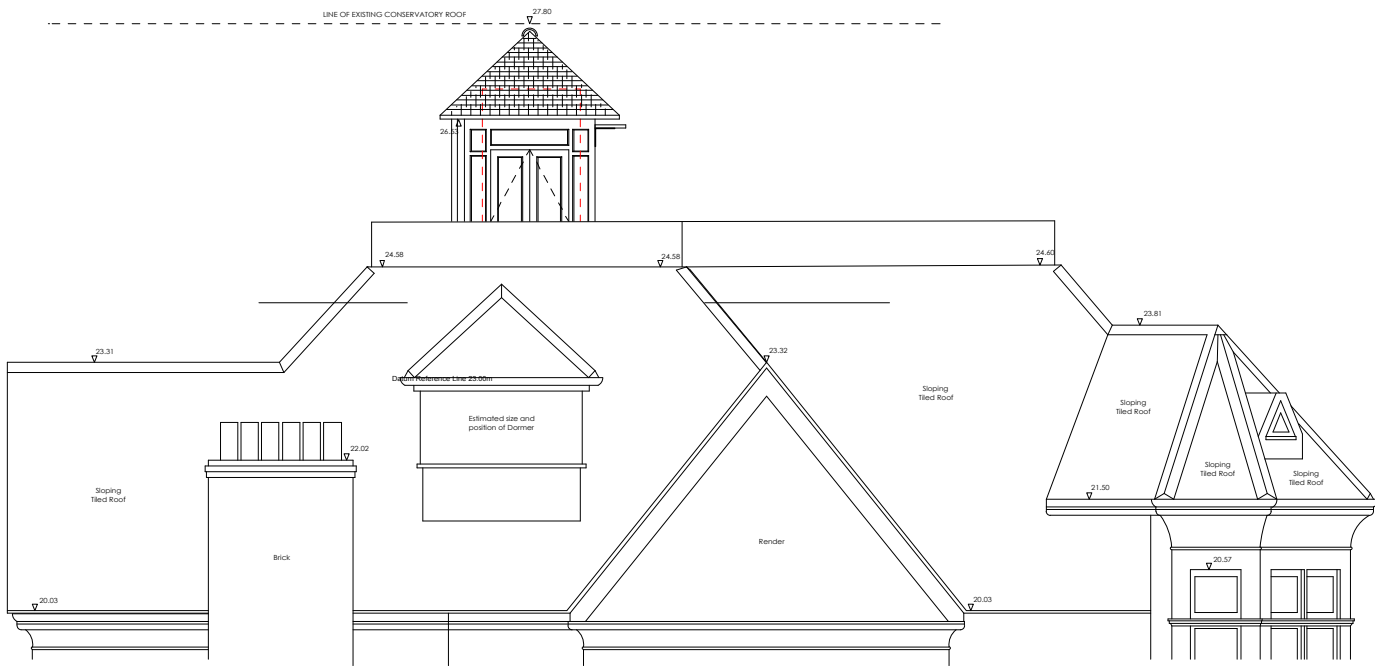 LINE OF EXISTING CONSERVATORY ROOF
27.80
26.53
24.58
24.58
24.60
23.81
23.31
23.32
Datum Reference Line 23.00m
Sloping
Tiled Roof
Sloping
Tiled Roof
Estimated size and
position of Dormer
22.02
Sloping
Tiled Roof
Sloping
Tiled Roof
Sloping
Tiled Roof
21.50
Render
Brick
20.57
20.03
20.03